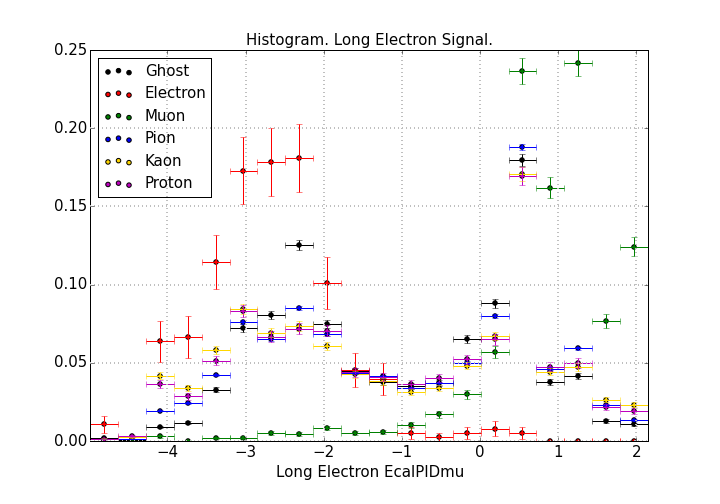 Histogram. Long Electron Signal.
0.25
0.20
0.15
0.10
0.05
0.00
Ghost
Electron
Muon
Pion
Kaon
Proton
−4 −3 −2 −1 0 1 2
Long Electron EcalPIDmu